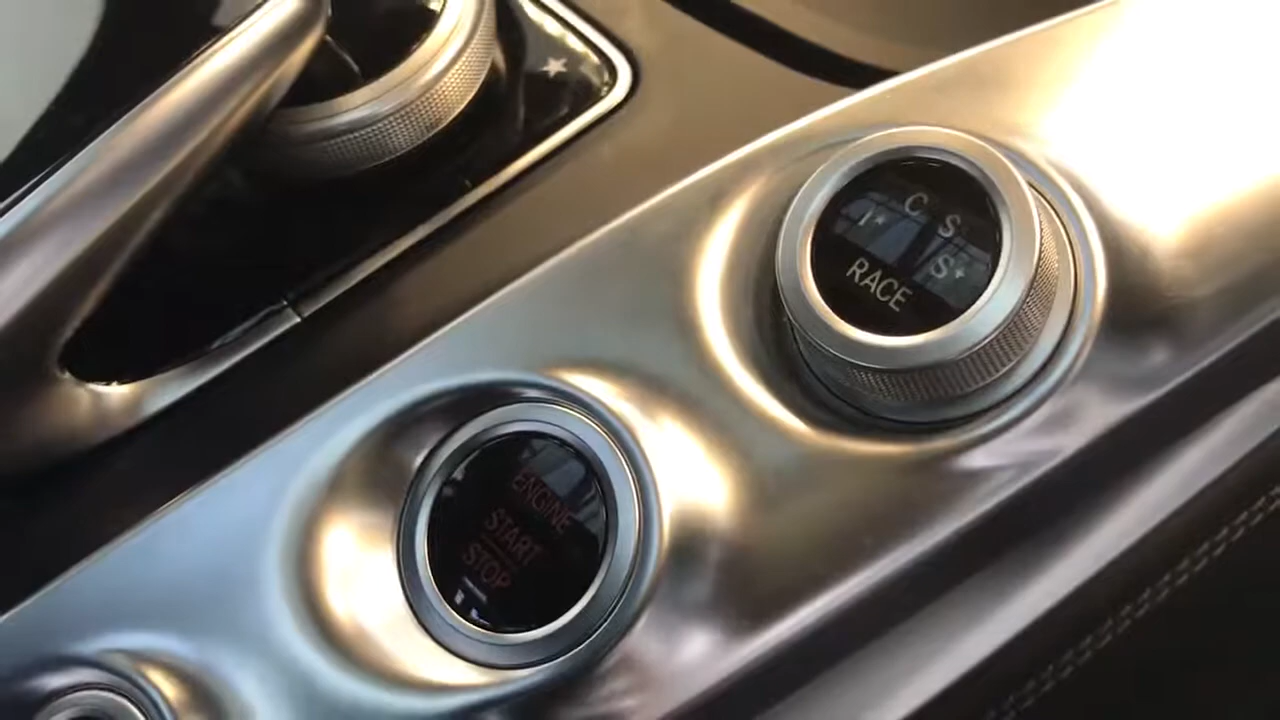 C
S
I*
S+
RACE
ENGINE
START
STOP